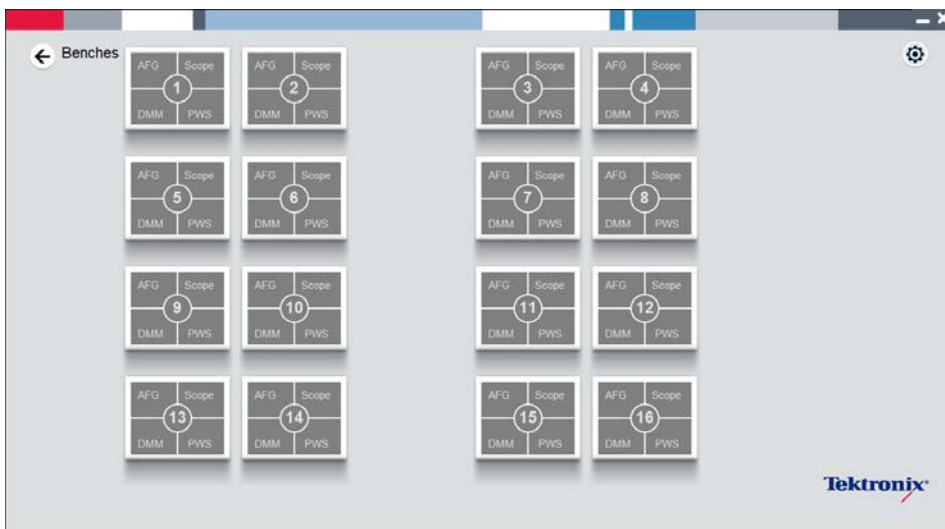 Benches
AFG Scope AFG Scope AFG Scope AFG Scope
1 2 3 4
DMM PWS DMM PWS DMM PWS DMM PWS
AFG Scope AFG Scope AFG Scope AFG Scope
5 6 7 8
DMM PWS DMM PWS DMM PWS DMM PWS
AFG Scope AFG Scope AFG Scope AFG Scope
9 10 11 12
DMM PWS DMM PWS DMM PWS DMM PWS
AFG Scope AFG Scope AFG Scope AFG Scope
13 14 15 16
DMM PWS DMM PWS DMM PWS DMM PWS
Tektronix